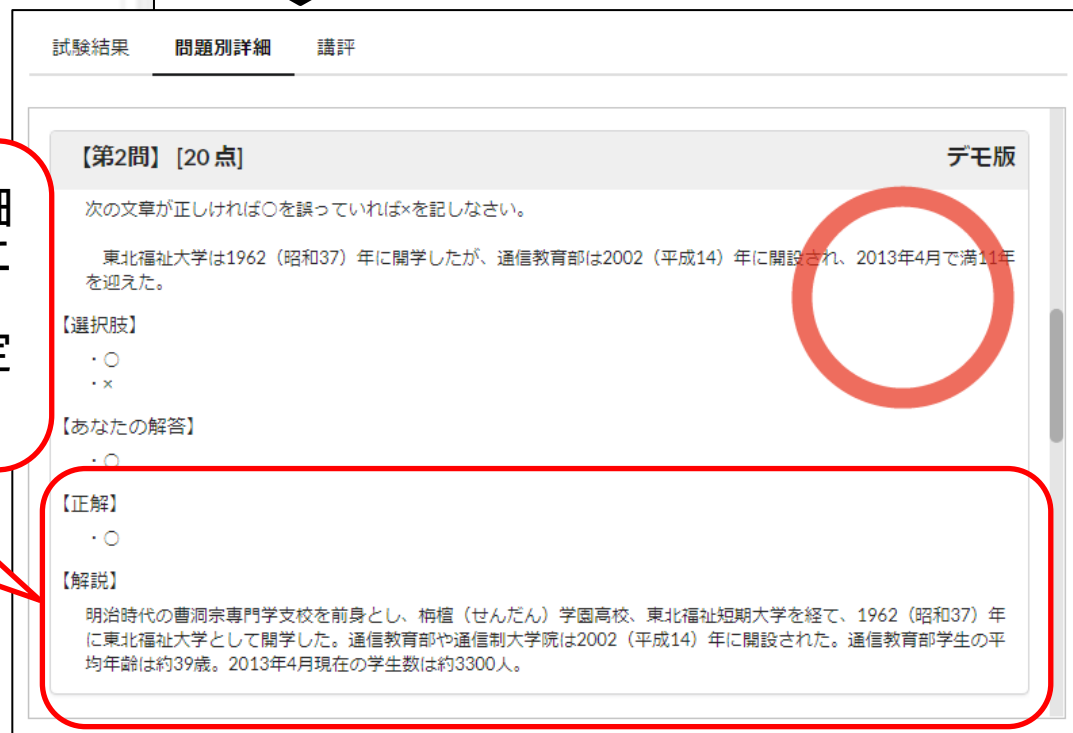 試験結果 問題別詳細 講評
【第2問】 [20 点] デモ版
次の文章が正しければ○を誤っていれば×を記しなさい。
東北福祉大学は1962（昭和37）年に開学したが、通信教育部は2002（平成14）年に開設され、2013年4月で満11年
を迎えた。
【選択肢】
・○
・×
【あなたの解答】
・○
【正解】
・○
【解説】
明治時代の曹洞宗専門学支校を前身とし、栴檀（せんだん）学園高校、東北福祉短期大学を経て、1962（昭和37）年
に東北福祉大学として開学した。通信教育部や通信制大学院は2002（平成14）年に開設された。通信教育部学生の平
均年齢は約39歳。2013年4月現在の学生数は約3300人。